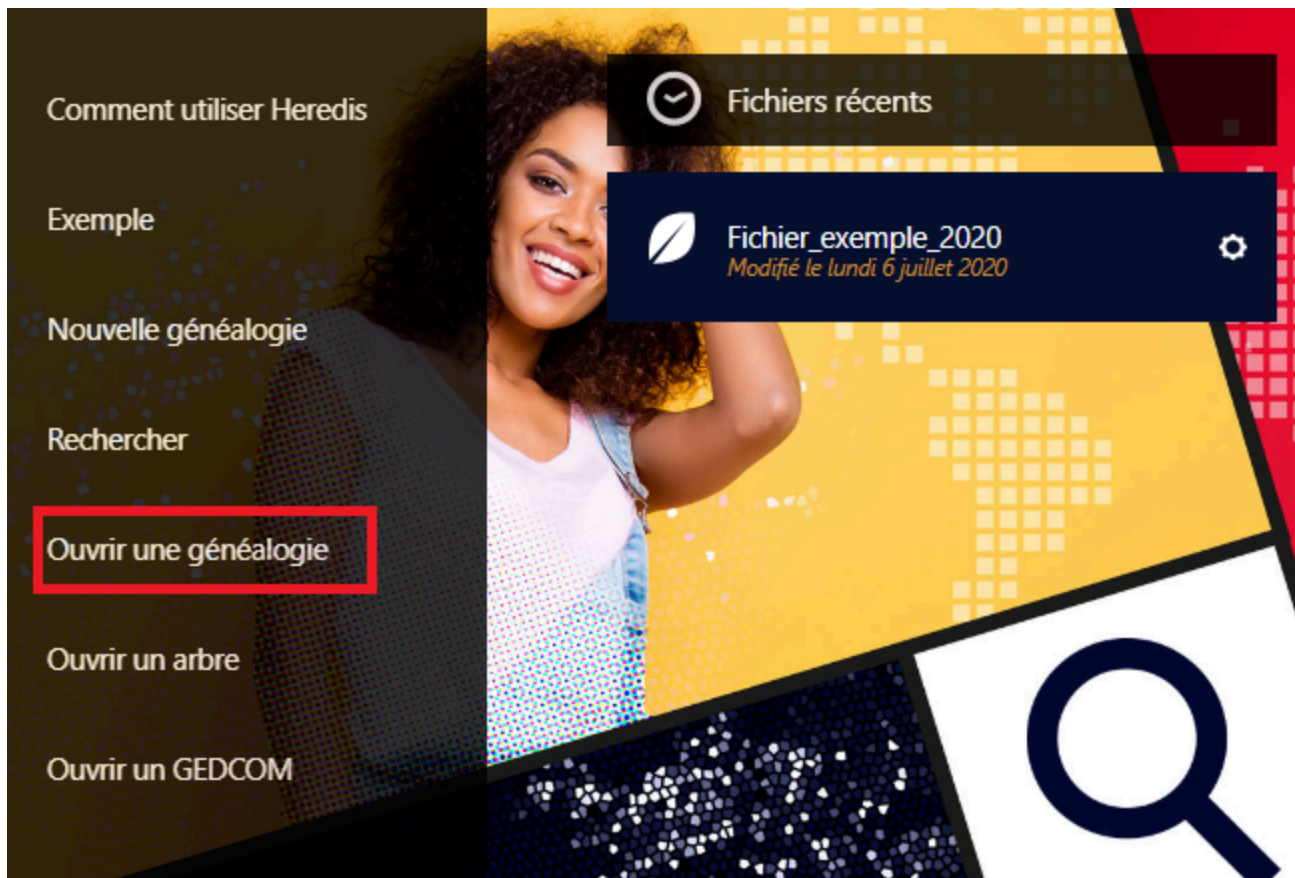 Comment utiliser Heredis
Exemple
Nouvelle généalogie
Rechercher
Ouvrir une généalogie
Ouvrir un arbre
Ouvrir un GEDCOM
Fichiers récents
Fichier_exemple_2020
Modifié le lundi 6 juillet 2020